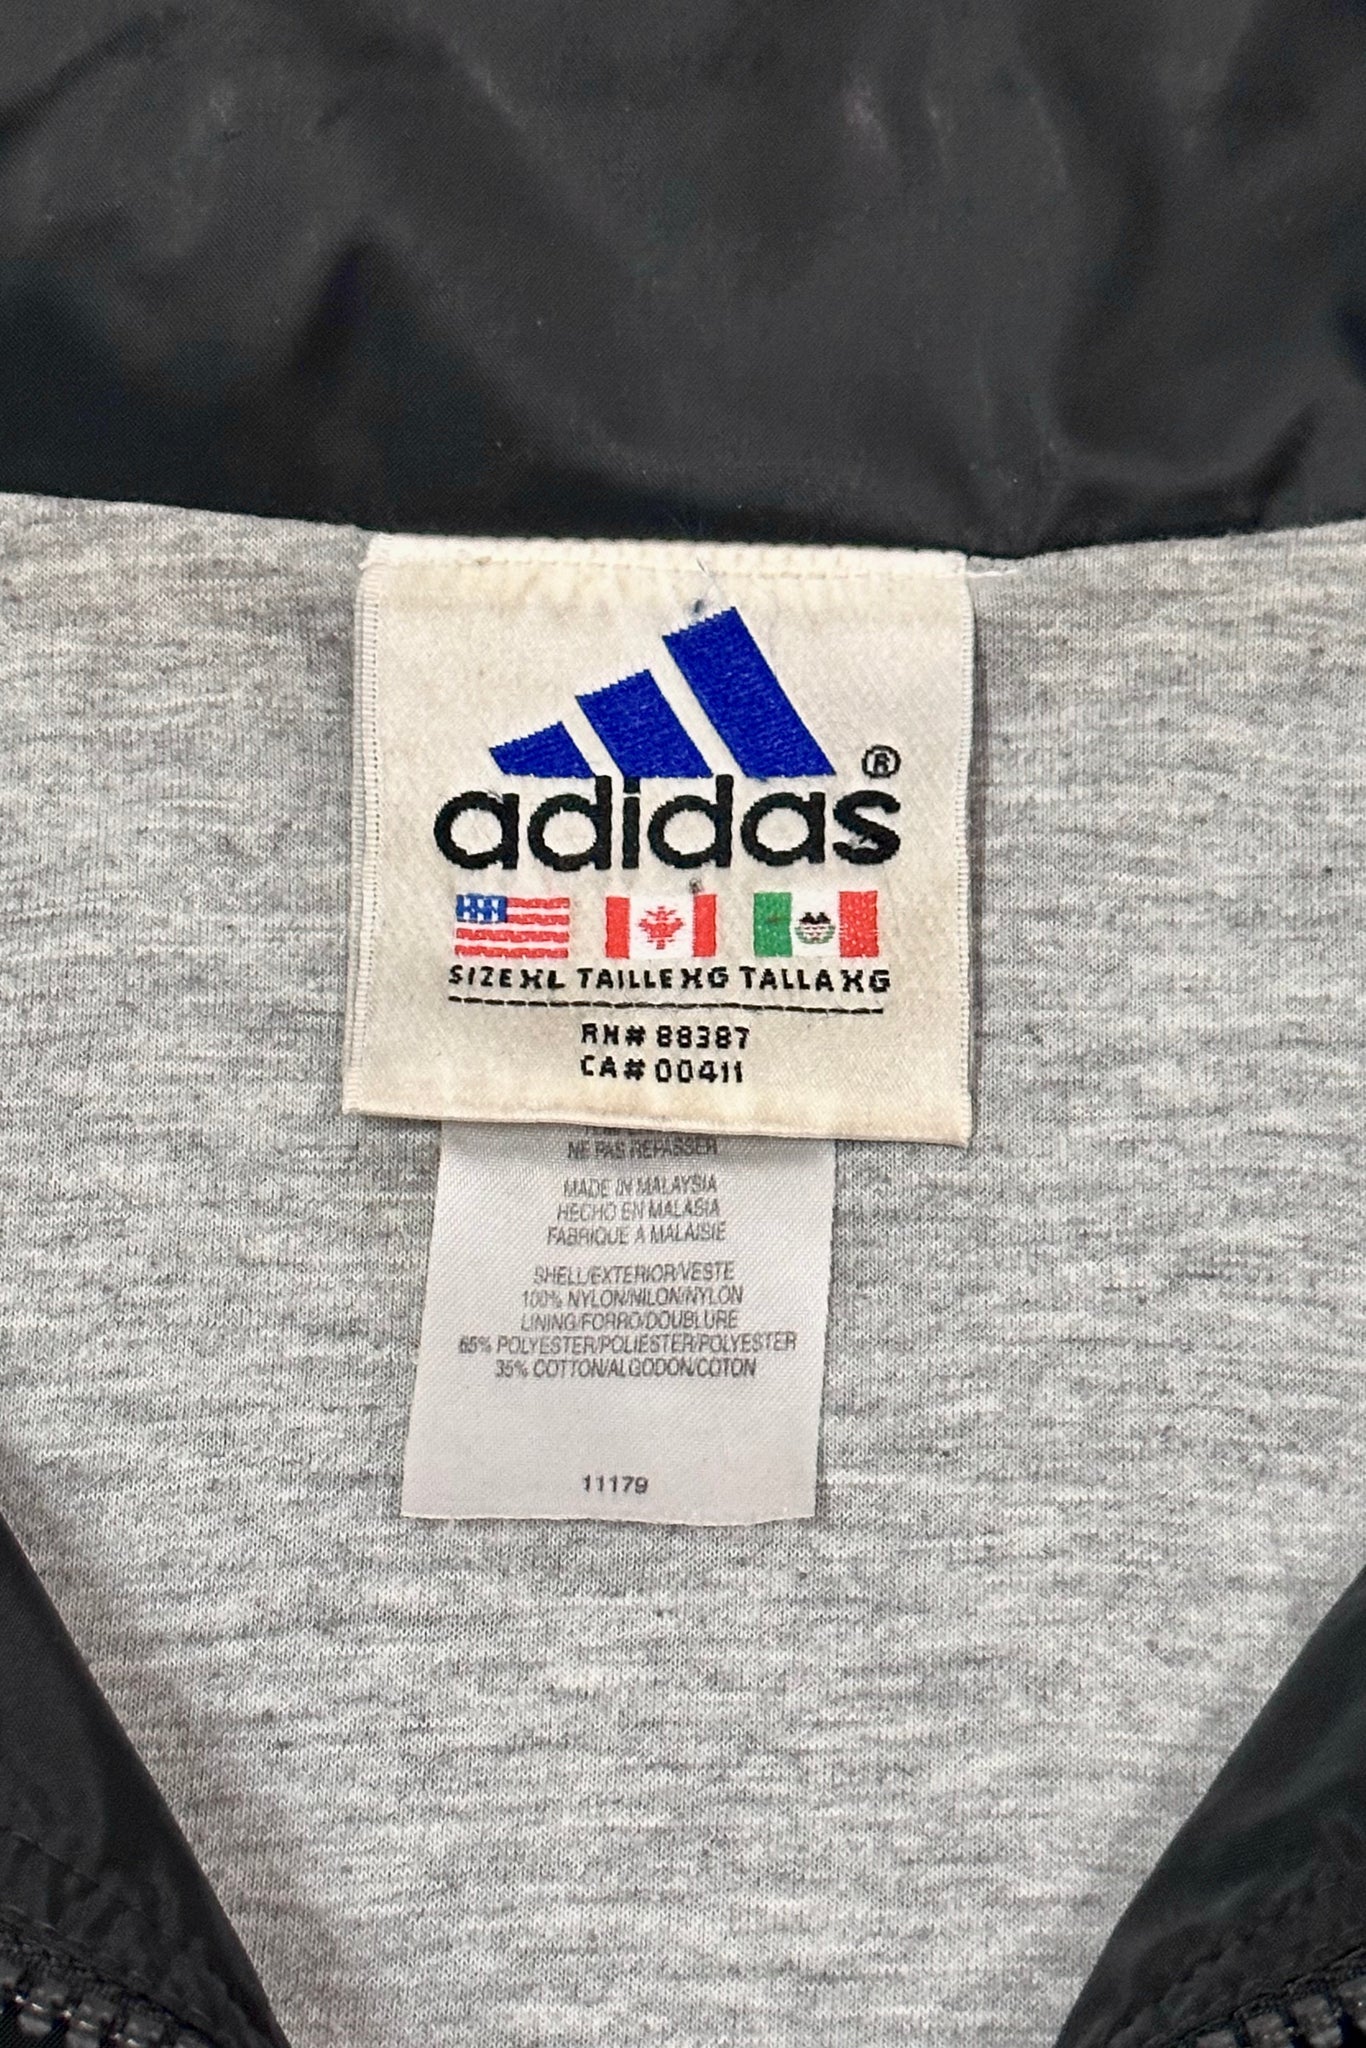 ®
adidas
SIZE XL TAILLE XG TALLA XG
RN# 88387
CA# 00411
NE PAS REPASSER
MADE IN MALAYSIA
HECHO EN MALASIA
FABRIQUE A MALAISIE
SHELL/EXTERIOR/VESTE
100% NYLON/NILON/NYLON
LINING/FORRO/DOUBLURE
65% POLYESTER/POLIESTER/POLYESTER
35% COTTON/ALGODON/COTON
11179